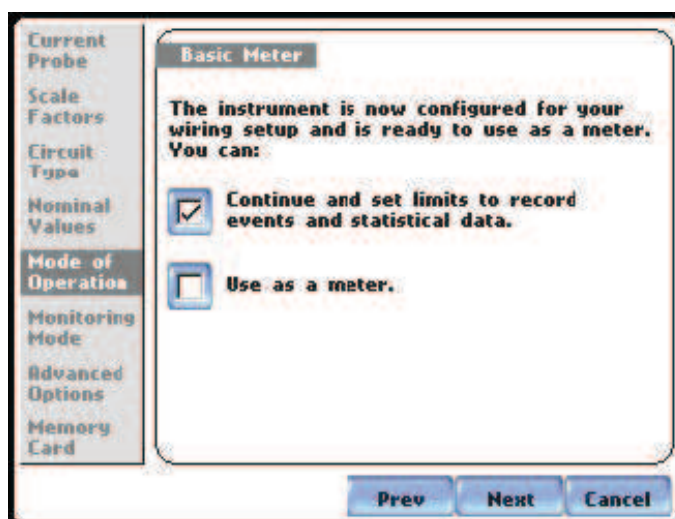 Current
Probe
Scale
Factors
Circuit
Type
Nominal
Values
Mode of
Operation
Monitoring
Mode
Advanced
Options
Memory
Card
Basic Meter
The instrument is now configured for your
wiring setup and is ready to use as a meter.
You can:
Continue and set limits to record
events and statistical data.
Use as a meter.
Prev
Next
Cancel